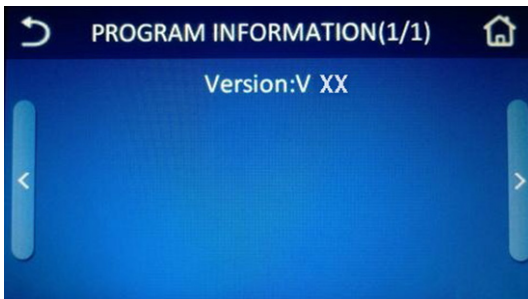 PROGRAM INFORMATION(1/1)
Version:V XX
< >